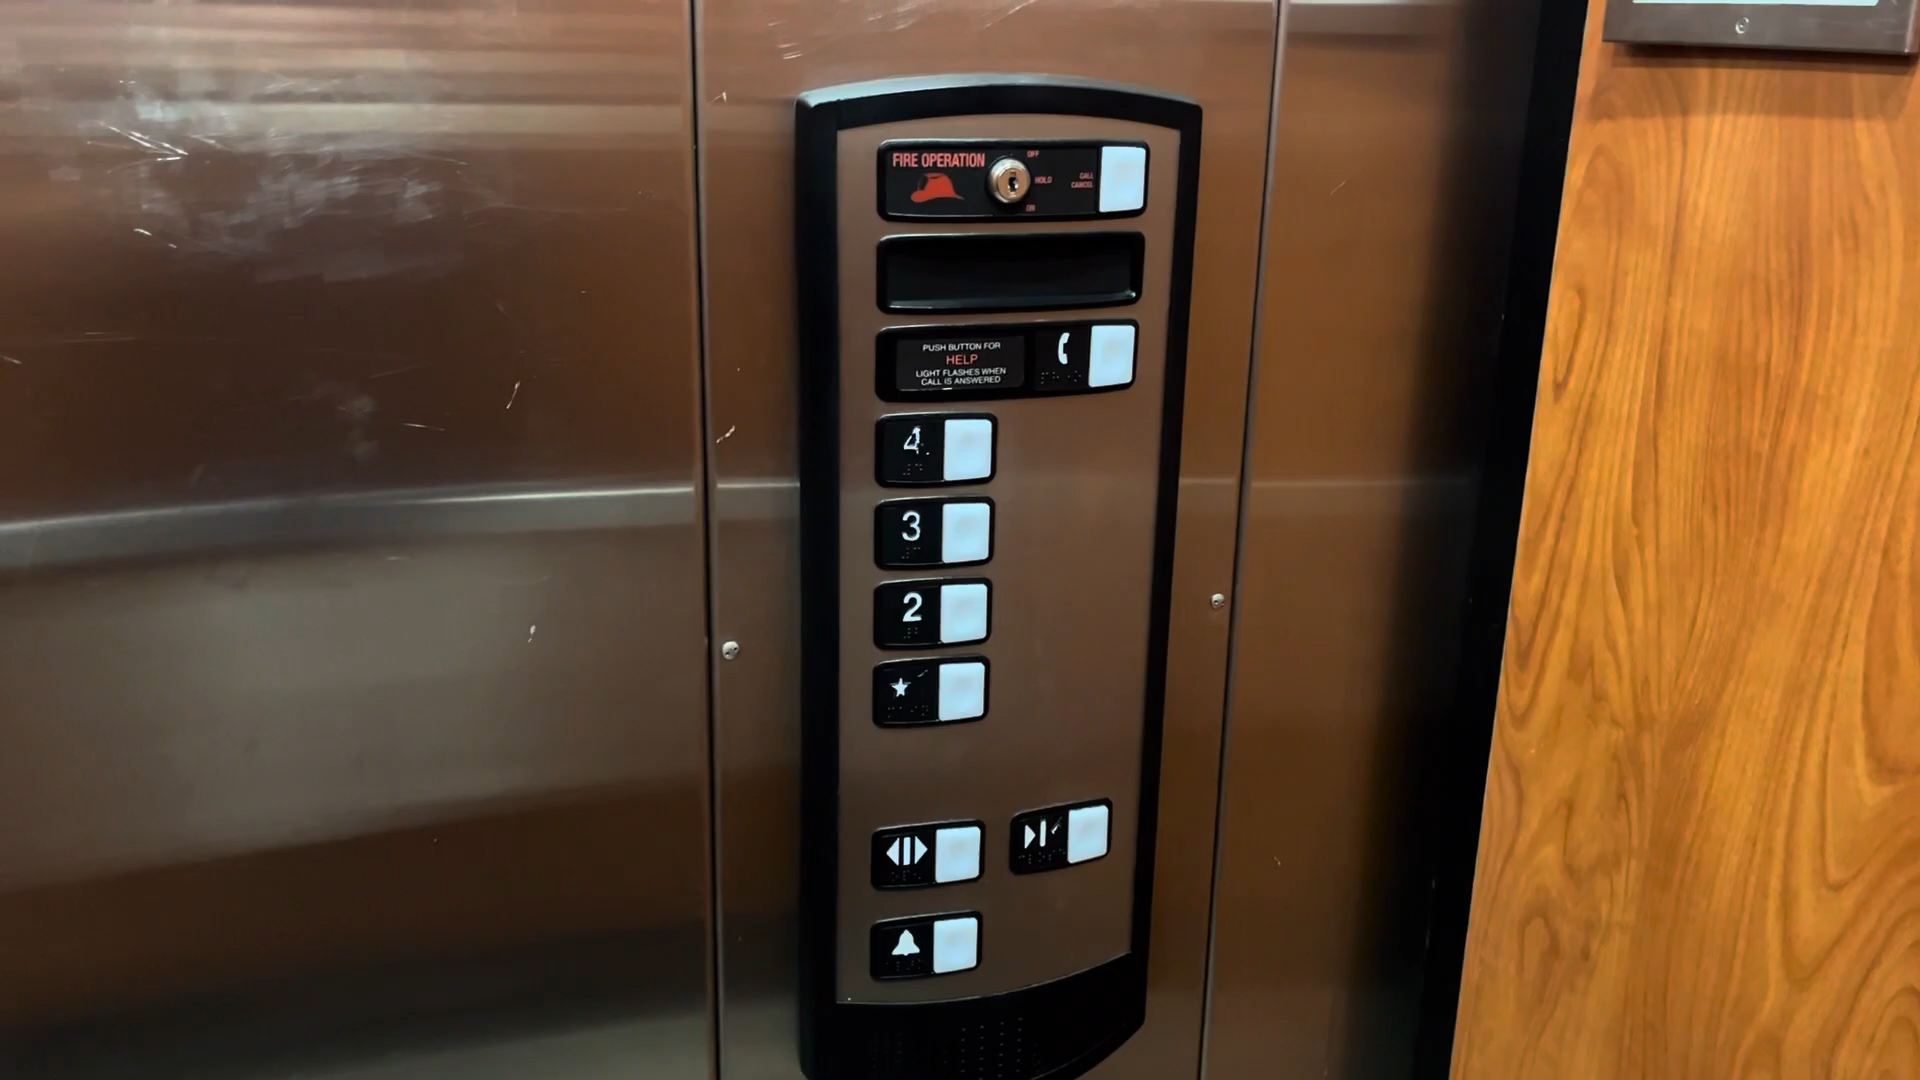 FIRE OPERATION
OFF
HOLD
ON
CALL
CANCEL
PUSH BUTTON FOR
HELP
LIGHT FLASHES WHEN
CALL IS ANSWERED
4
3
2